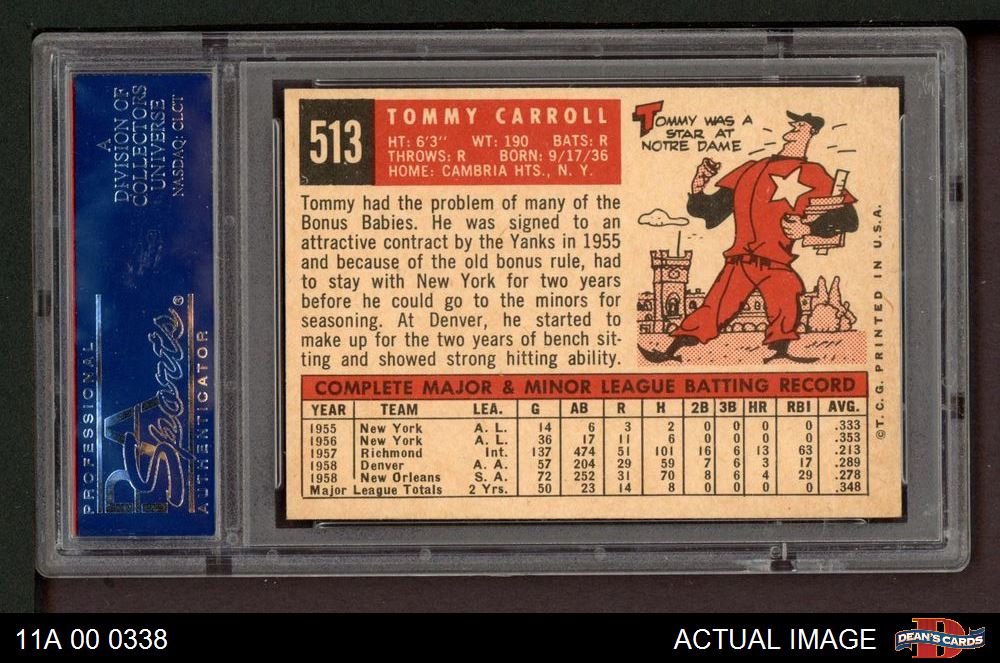 A
DIVISION OF
COLLECTORS
UNIVERSE
NASDAQ: CLCT
PROFESSIONAL
PSA
Sports®
AUTHENTICATOR
513
TOMMY CARROLL
HT: 6'3" WT: 190 BATS: R
THROWS: R BORN: 9/17/36
HOME: CAMBRIA HTS., N. Y.
TOMMY WAS A
STAR AT
NOTRE DAME
Tommy had the problem of many of the
Bonus Babies. He was signed to an
attractive contract by the Yanks in 1955
and because of the old bonus rule, had
to stay with New York for two years
before he could go to the minors for
seasoning. At Denver, he started to
make up for the two years of bench sit-
ting and showed strong hitting ability.
COMPLETE MAJOR & MINOR LEAGUE BATTING RECORD
YEAR TEAM LEA. G AB R H 2B 3B HR RBI AVG.
1955 New York A. L. 14 6 3 2 0 0 0 0 .333
1956 New York A. L. 36 17 11 6 0 0 0 0 .353
1957 Richmond Int. 137 474 51 101 16 6 13 63 .213
1958 Denver A. A. 57 204 29 59 7 6 3 17 .289
1958 New Orleans S. A. 72 252 31 70 8 6 4 29 .278
Major League Totals 2 Yrs. 50 23 14 8 0 0 0 0 .348
©T. C. G. PRINTED IN U.S.A.
11A 00 0338
ACTUAL IMAGE
D
DEAN'S CARDS